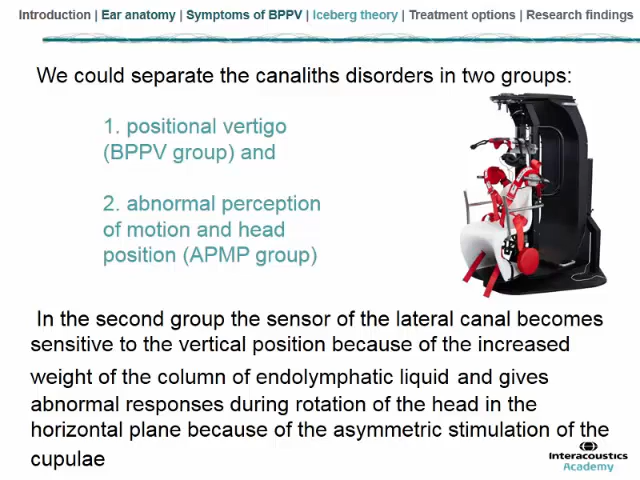 Introduction | Ear anatomy | Symptoms of BPPV | Iceberg theory | Treatment options | Research findings
We could separate the canaliths disorders in two groups:
1. positional vertigo
(BPPV group) and
2. abnormal perception
of motion and head
position (APMP group)
In the second group the sensor of the lateral canal becomes
sensitive to the vertical position because of the increased
weight of the column of endolymphatic liquid and gives
abnormal responses during rotation of the head in the
horizontal plane because of the asymmetric stimulation of the
cupulae
Interacoustics
Academy